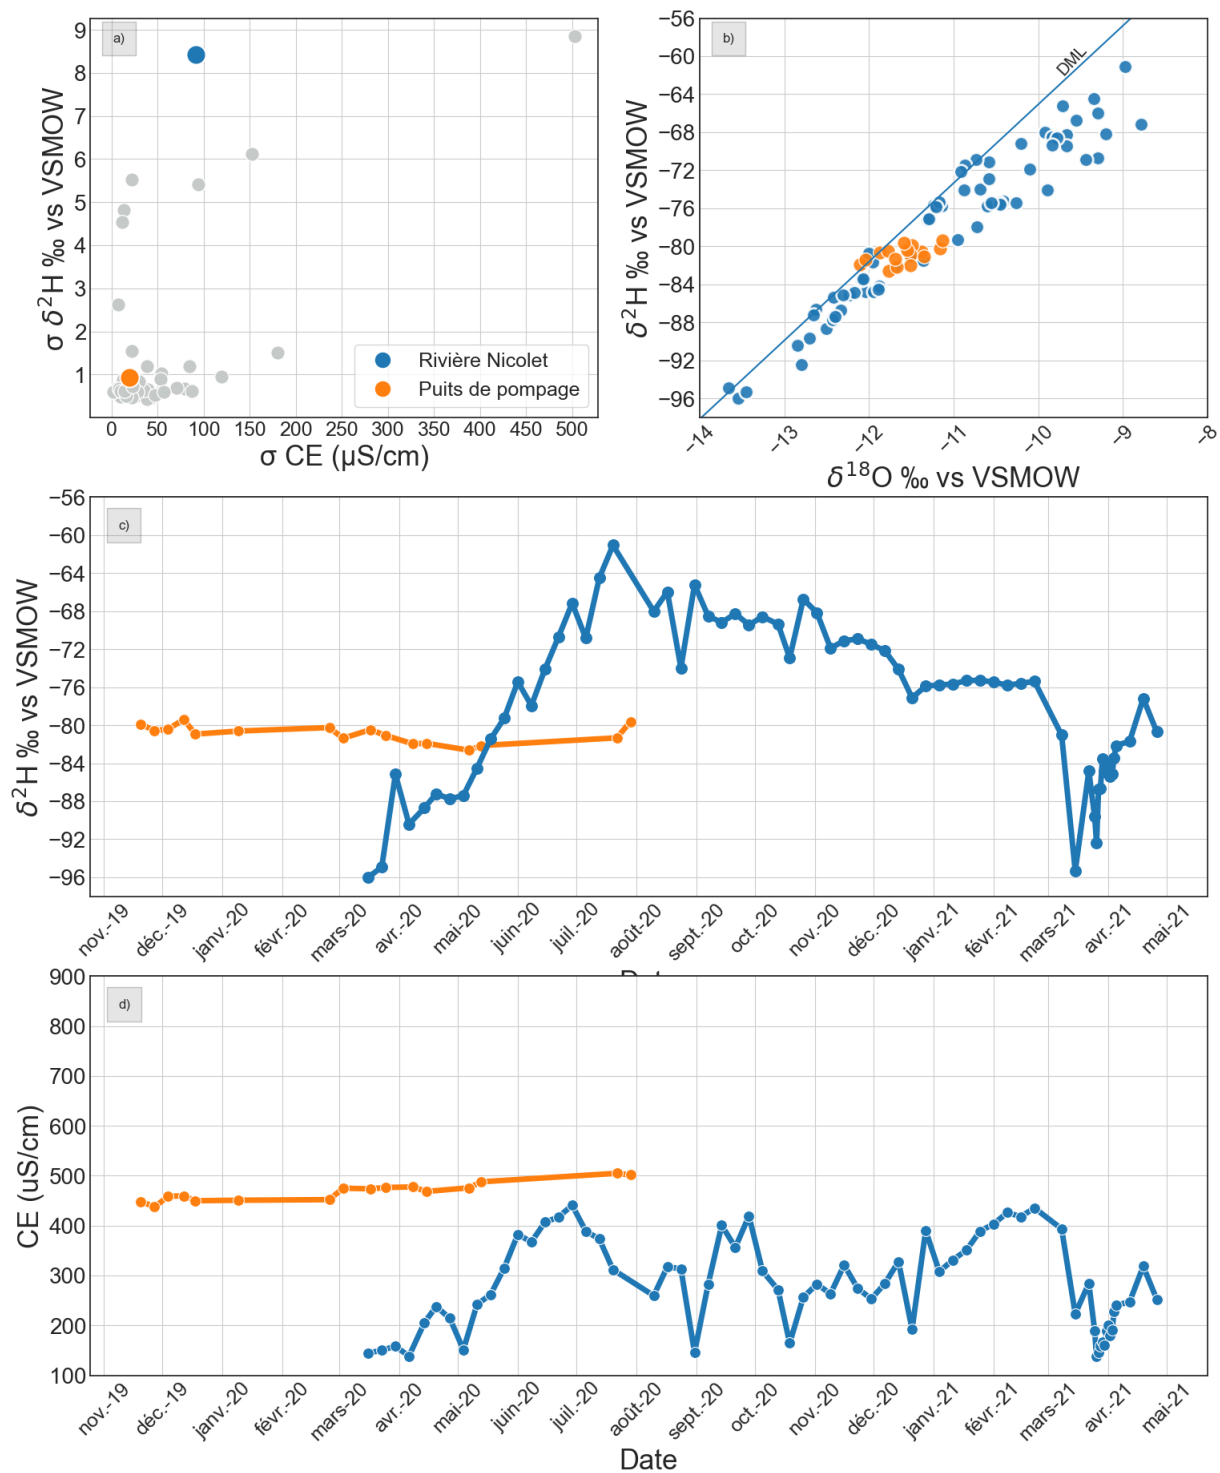 a)
9
8
7
6
5
4
3
2
1
σ δ²H ‰ vs VSMOW
0 50 100 150 200 250 300 350 400 450 500
σ CE (µS/cm)
Rivière Nicolet
Puits de pompage
b)
DML
−56
−60
−64
−68
−72
−76
−80
−84
−88
−92
−96
δ²H ‰ vs VSMOW
−14 −13 −12 −11 −10 −9 −8
δ¹⁸O ‰ vs VSMOW
c)
−56
−60
−64
−68
−72
−76
−80
−84
−88
−92
−96
δ²H ‰ vs VSMOW
nov.-19 déc.-19 janv.-20 févr.-20 mars-20 avr.-20 mai-20 juin-20 juil.-20 août-20 sept.-20 oct.-20 nov.-20 déc.-20 janv.-21 févr.-21 mars-21 avr.-21 mai-21
Date
d)
900
800
700
600
500
400
300
200
100
CE (uS/cm)
nov.-19 déc.-19 janv.-20 févr.-20 mars-20 avr.-20 mai-20 juin-20 juil.-20 août-20 sept.-20 oct.-20 nov.-20 déc.-20 janv.-21 févr.-21 mars-21 avr.-21 mai-21
Date